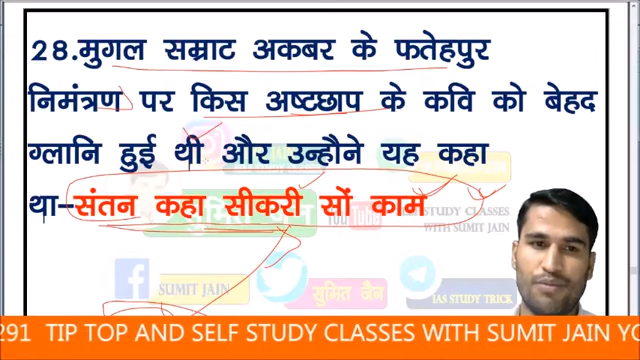 28.मुगल सम्राट अकबर के फतेहपुर
निमंत्रण पर किस अष्टछाप के कवि को बेहद
ग्लानि हुई थी और उन्हौने यह कहा
था–संतन कहा सीकरी सों काम
सुमित जैन
YouTube
IAS STUDY CLASSES
WITH SUMIT JAIN
SUMIT JAIN
सुमित जैन
IAS STUDY TRICK
291 TIP TOP AND SELF STUDY CLASSES WITH SUMIT JAIN YO